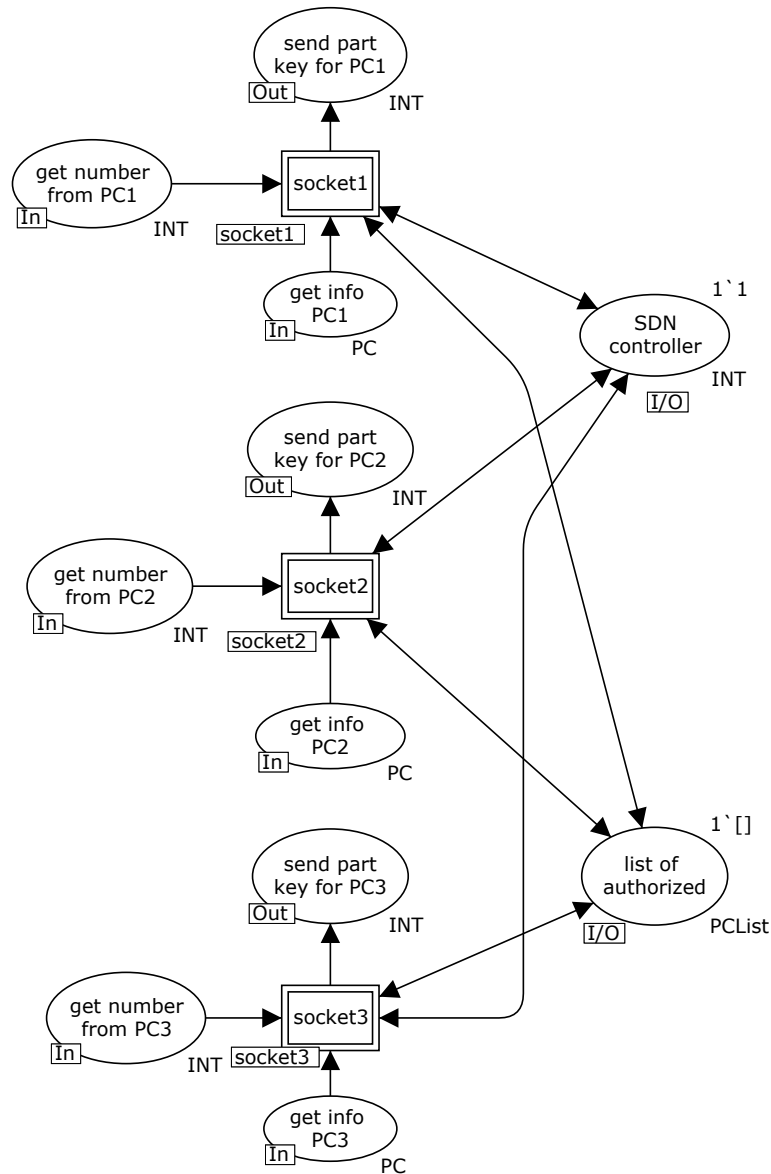 send part
key for PC1
Out
INT
get number
from PC1
In
INT
socket1
socket1
get info
PC1
In
PC
1`1
SDN
controller
INT
I/O
send part
key for PC2
Out
INT
get number
from PC2
In
INT
socket2
socket2
get info
PC2
In
PC
1`[]
list of
authorized
I/O
PCList
send part
key for PC3
Out
INT
get number
from PC3
In
INT
socket3
socket3
get info
PC3
In
PC